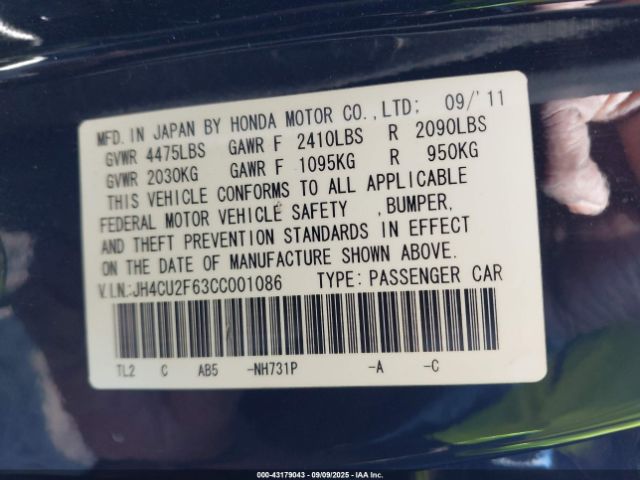 MFD. IN JAPAN BY HONDA MOTOR CO.,LTD: 09/'11
GVWR 4475LBS GAWR F 2410LBS R 2090LBS
GVWR 2030KG GAWR F 1095KG R 950KG
THIS VEHICLE CONFORMS TO ALL APPLICABLE
FEDERAL MOTOR VEHICLE SAFETY ,BUMPER,
AND THEFT PREVENTION STANDARDS IN EFFECT
ON THE DATE OF MANUFACTURE SHOWN ABOVE.
V.I.N:JH4CU2F63CC001086 TYPE: PASSENGER CAR
TL2 C AB5 -NH731P -A -C
000-43179043 - 09/09/2025 - IAA Inc.